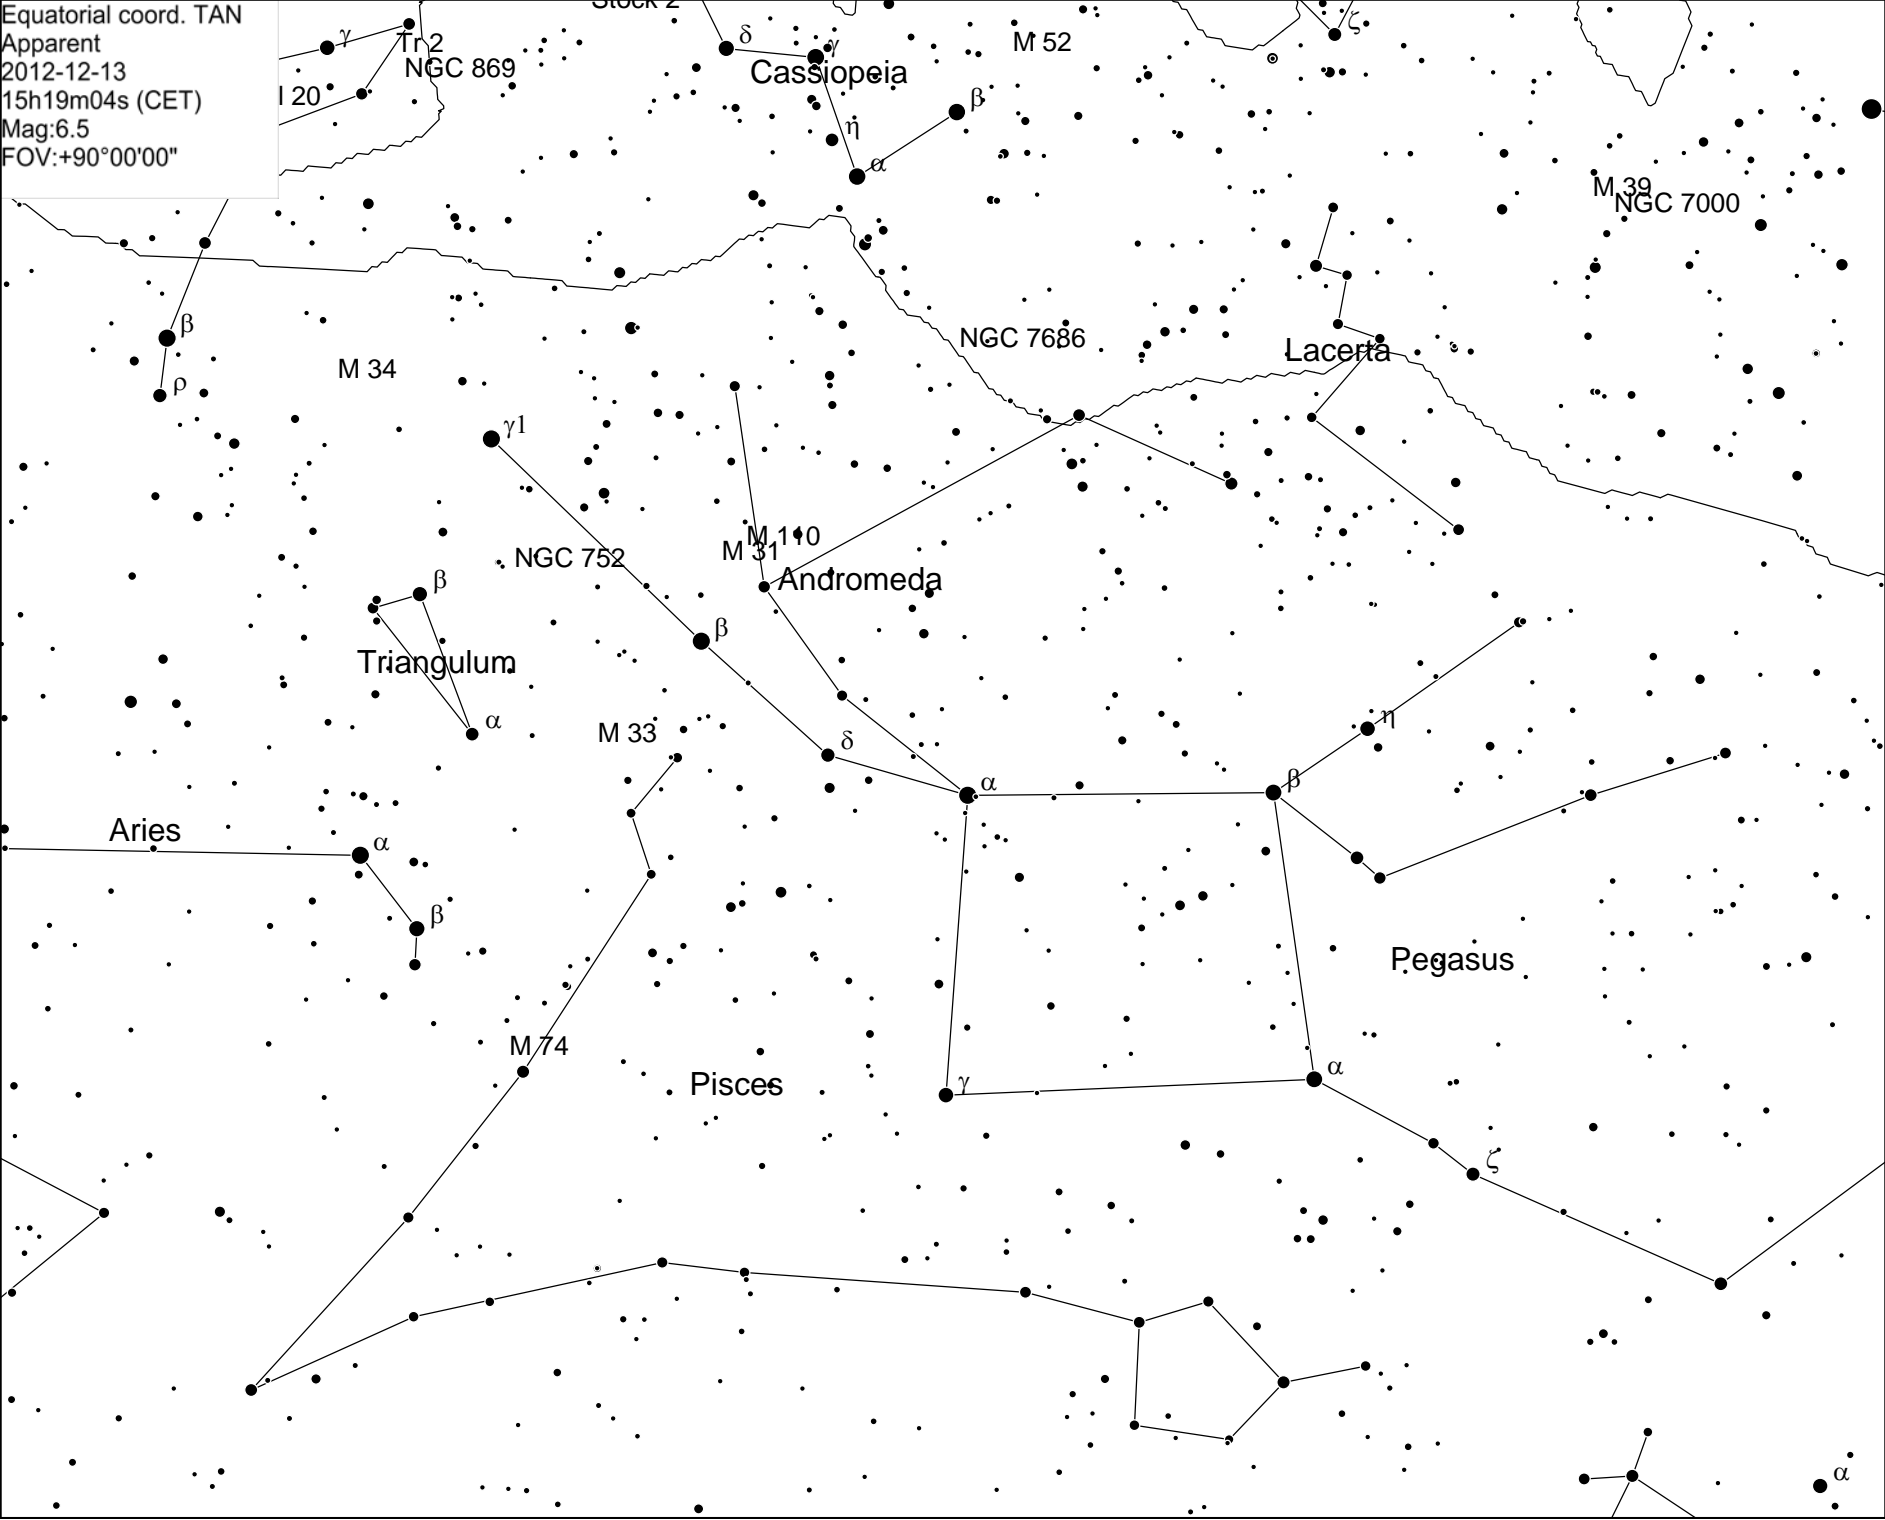 Equatorial coord. TAN
Apparent
2012-12-13
15h19m04s (CET)
Mag:6.5
FOV:+90°00'00"
Stock 2
γ
Tr 2
NGC 869
l 20
δ
γ
Cassiopeia
β
η
α
M 52
ζ
M 39
NGC 7000
β
ρ
M 34
NGC 7686
Lacerta
γ1
M 110
M 31
NGC 752
Andromeda
β
Triangulum
α
β
M 33
δ
α
η
β
Aries
α
β
Pegasus
M 74
Pisces
γ
α
ζ
α